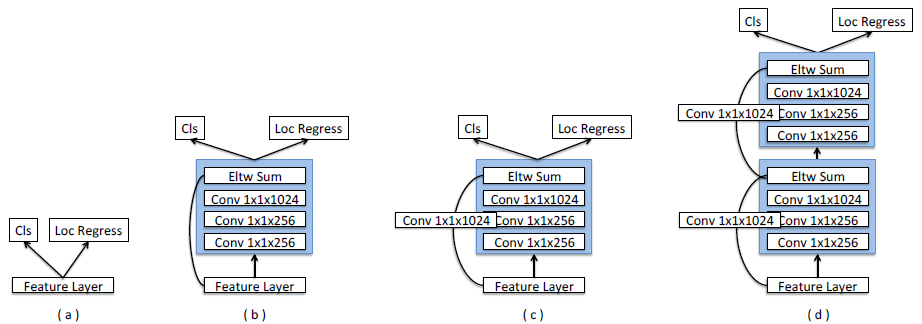 Cls
Loc Regress
Feature Layer
( a )
Cls
Loc Regress
Eltw Sum
Conv 1x1x1024
Conv 1x1x256
Conv 1x1x256
Feature Layer
( b )
Cls
Loc Regress
Eltw Sum
Conv 1x1x1024
Conv 1x1x1024
Conv 1x1x256
Conv 1x1x256
Feature Layer
( c )
Cls
Loc Regress
Eltw Sum
Conv 1x1x1024
Conv 1x1x1024
Conv 1x1x256
Conv 1x1x256
Eltw Sum
Conv 1x1x1024
Conv 1x1x1024
Conv 1x1x256
Conv 1x1x256
Feature Layer
( d )